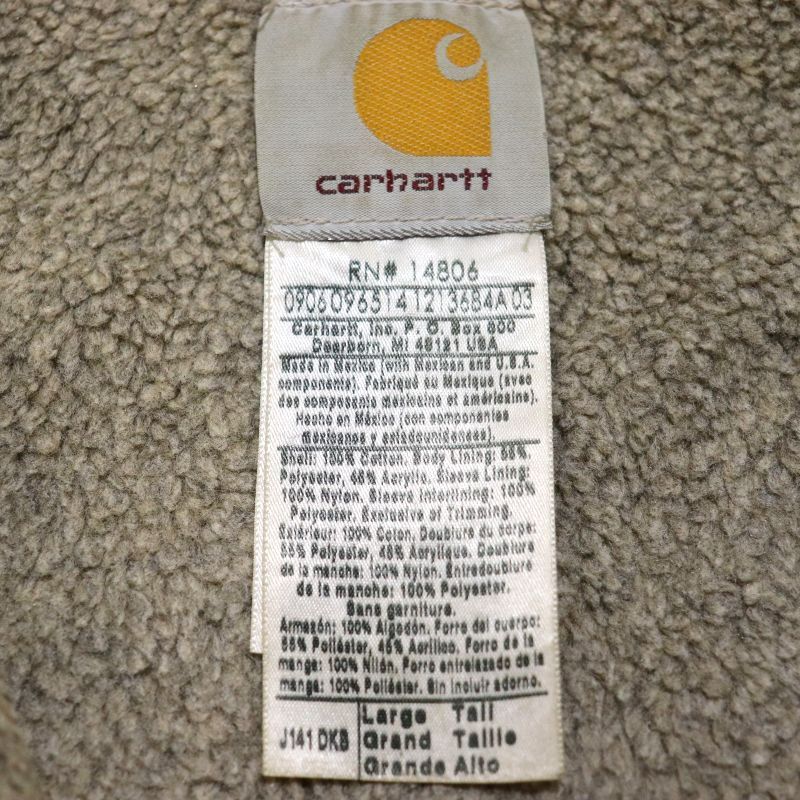 carhartt
RN# 14806
09060965141213684A 03
Carhartt, Inc. P. O. Box 600
Dearborn, MI 48121 USA
Made in Mexico (with Mexican and U.S.A.
components). Fabriqué au Mexique (avec
des composants mexicains et américains).
Hecho en México (con componentes
mexicanos y estadounidenses).
Shell: 100% Cotton. Body Lining: 55%
Polyester, 45% Acrylic. Sleeve Lining:
100% Nylon. Sleeve Interlining: 100%
Polyester. Exclusive of Trimming.
Extérieur: 100% Coton. Doublure du corps:
55% Polyester, 45% Acrylique. Doublure de
la manche: 100% Nylon. Entredoublure
de la manche: 100% Polyester.
Sans garniture.
Armazón: 100% Algodón. Forro del cuerpo:
55% Poliéster, 45% Acrílico. Forro de la
manga: 100% Nilón. Forro entrelazado de la
manga: 100% Poliéster. Sin incluir adorno.
J141 DKB
Large Tall
Grand Taille
Grande Alto